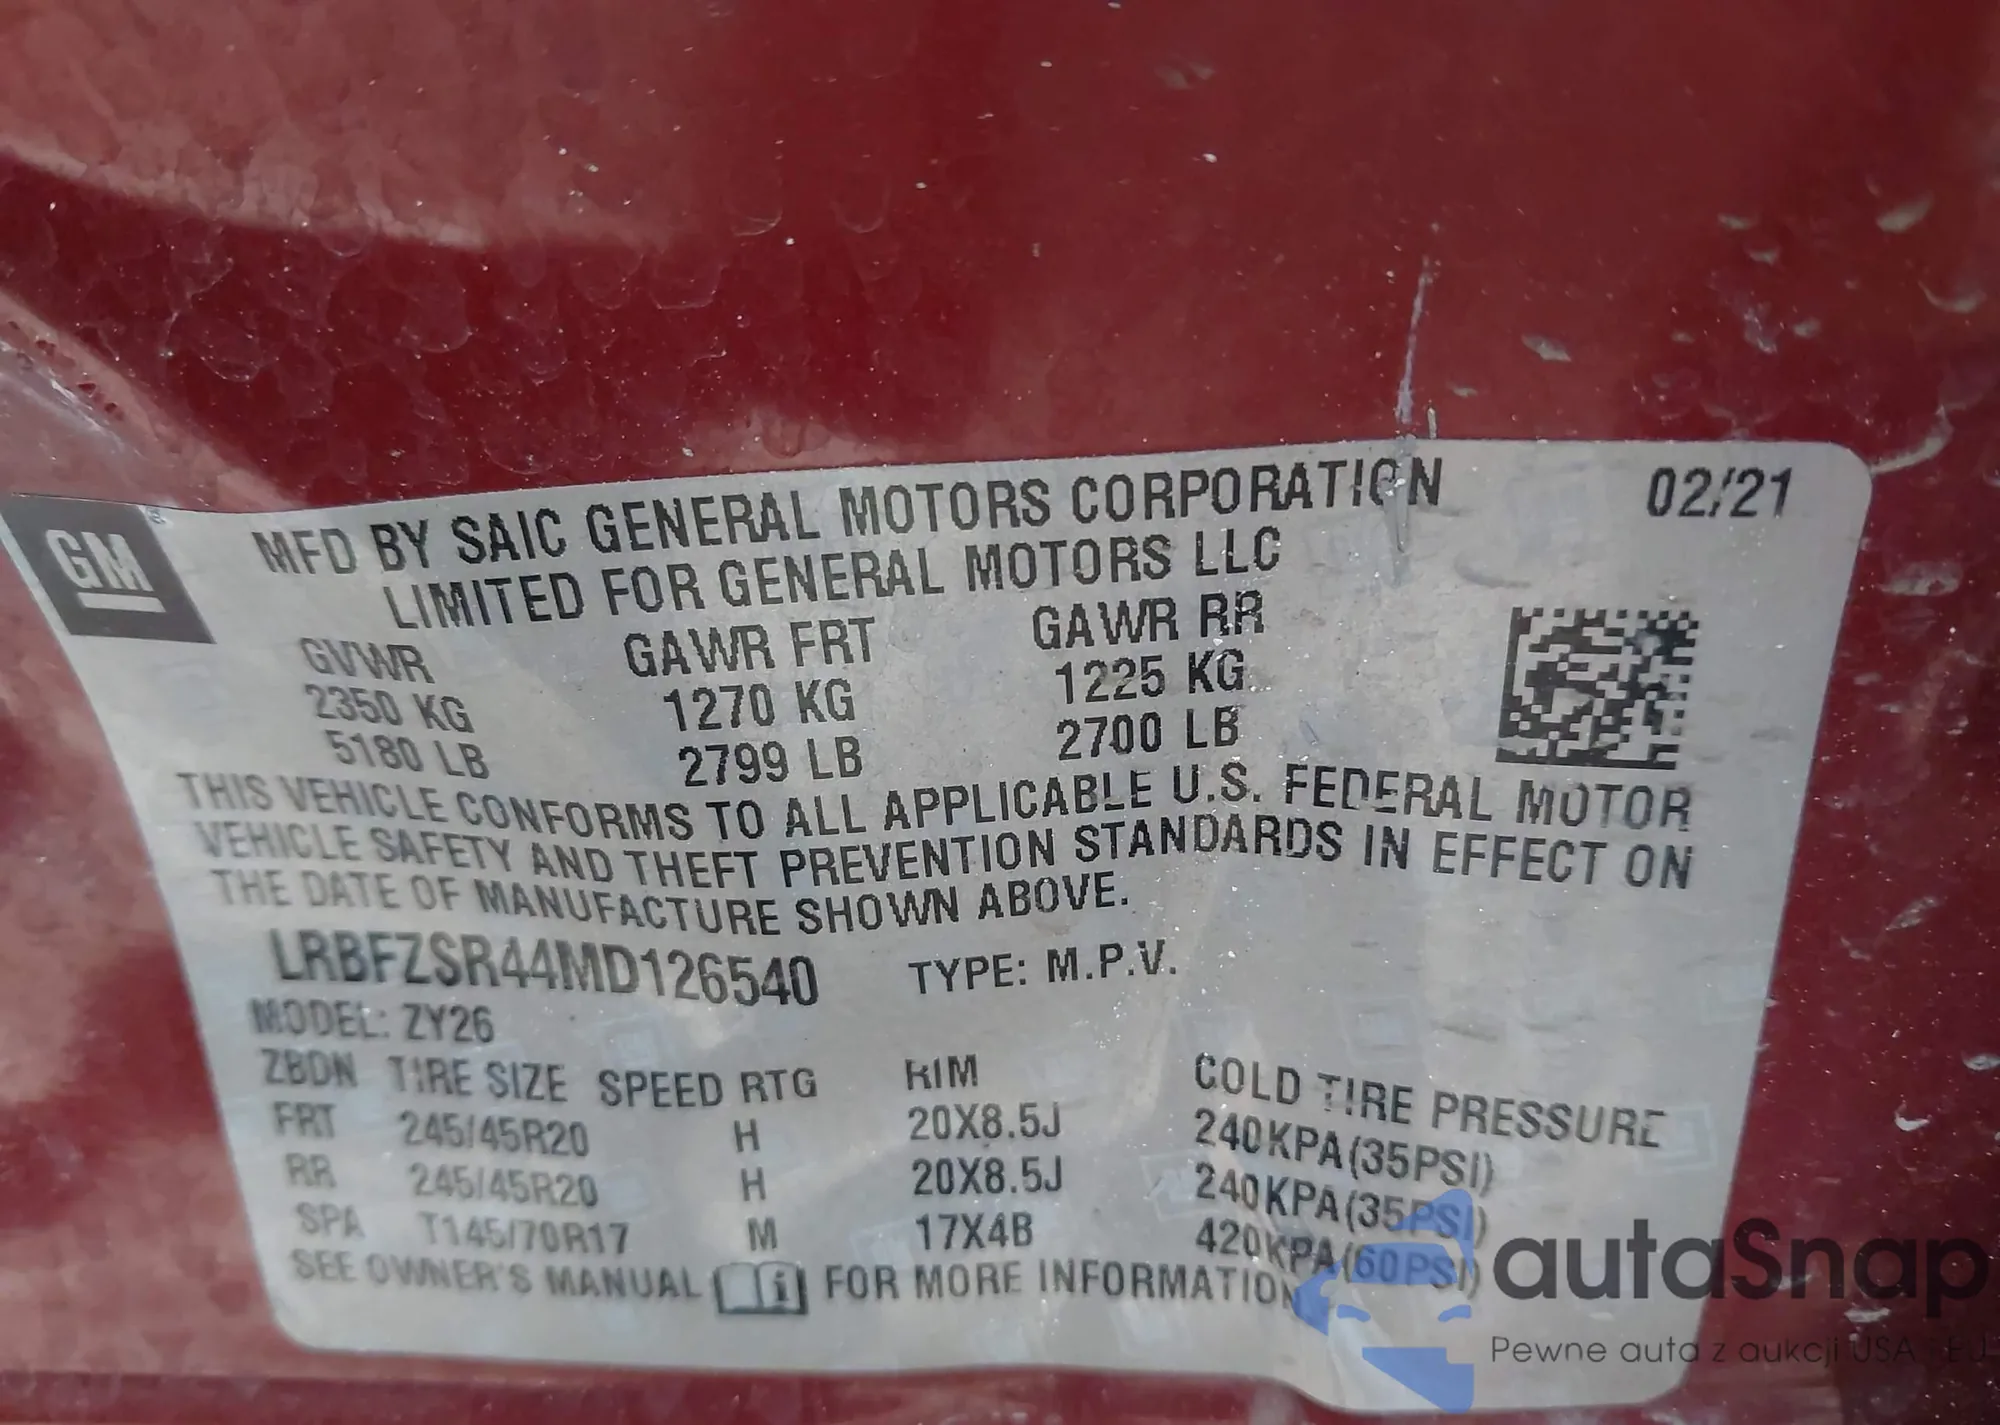 GM
MFD BY SAIC GENERAL MOTORS CORPORATION 02/21
LIMITED FOR GENERAL MOTORS LLC
GVWR GAWR FRT GAWR RR
2350 KG 1270 KG 1225 KG
5180 LB 2799 LB 2700 LB
THIS VEHICLE CONFORMS TO ALL APPLICABLE U.S. FEDERAL MOTOR
VEHICLE SAFETY AND THEFT PREVENTION STANDARDS IN EFFECT ON
THE DATE OF MANUFACTURE SHOWN ABOVE.
LRBFZSR44MD126540 TYPE: M.P.V.
MODEL: ZY26
ZBDN TIRE SIZE SPEED RTG RIM COLD TIRE PRESSURE
FRT 245/45R20 H 20X8.5J 240KPA(35PSI)
RR 245/45R20 H 20X8.5J 240KPA(35PSI)
SPA T145/70R17 M 17X4B 420KPA(60PSI)
SEE OWNER'S MANUAL i FOR MORE INFORMATION
autaSnap
Pewne auta z aukcji USA i EU